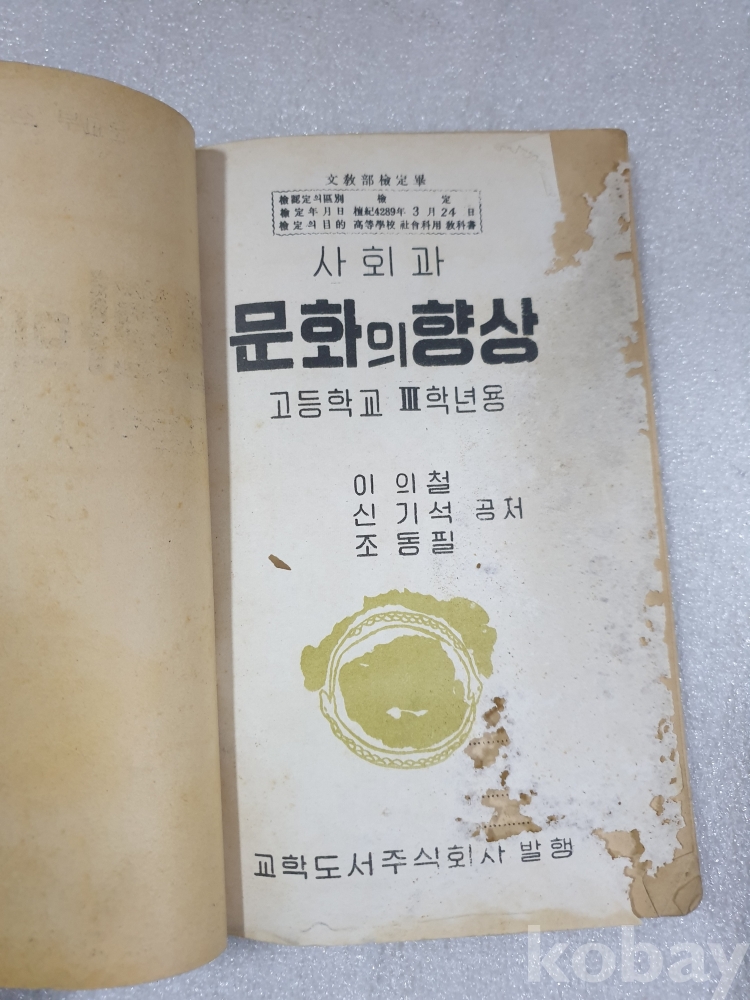 文敎部檢定畢
檢認定의區別 檢 定
檢定年月日 檀紀4289年 3月 24日
檢定의目的 高等學校 社會科用 敎科書
사회과
문화의향상
고등학교 Ⅲ학년용
이의철
신기석 공저
조동필
교학도서주식회사 발행
kobay